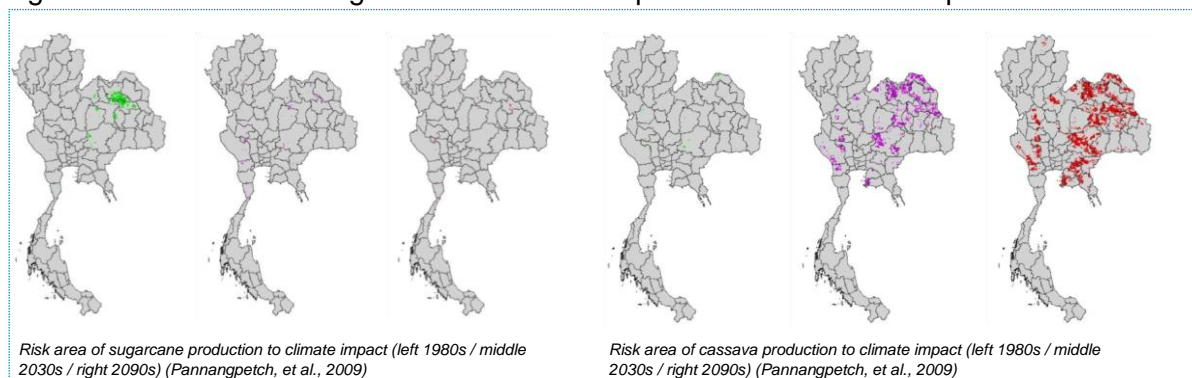 Risk area of sugarcane production to climate impact (left 1980s / middle
2030s / right 2090s) (Pannangpetch, et al., 2009)
Risk area of cassava production to climate impact (left 1980s / middle
2030s / right 2090s) (Pannangpetch, et al., 2009)